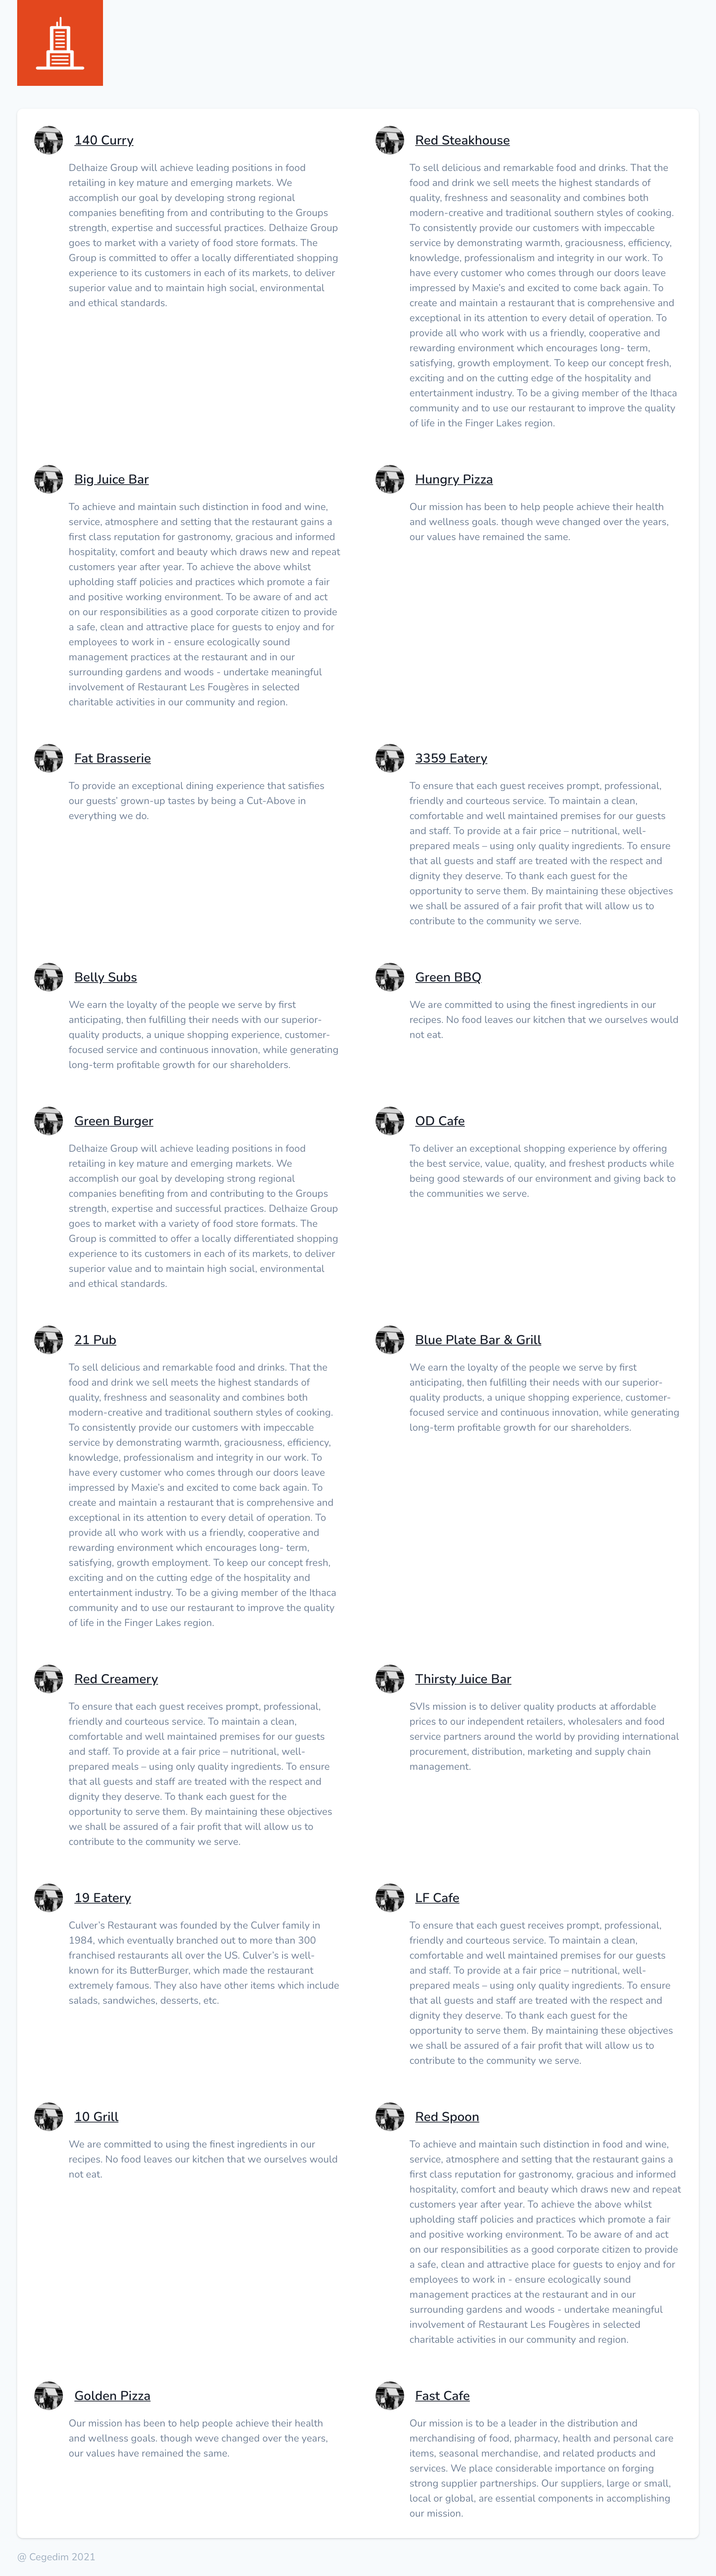 140 Curry
Delhaize Group will achieve leading positions in food
retailing in key mature and emerging markets. We
accomplish our goal by developing strong regional
companies benefiting from and contributing to the Groups
strength, expertise and successful practices. Delhaize Group
goes to market with a variety of food store formats. The
Group is committed to offer a locally differentiated shopping
experience to its customers in each of its markets, to deliver
superior value and to maintain high social, environmental
and ethical standards.
Red Steakhouse
To sell delicious and remarkable food and drinks. That the
food and drink we sell meets the highest standards of
quality, freshness and seasonality and combines both
modern-creative and traditional southern styles of cooking.
To consistently provide our customers with impeccable
service by demonstrating warmth, graciousness, efficiency,
knowledge, professionalism and integrity in our work. To
have every customer who comes through our doors leave
impressed by Maxie’s and excited to come back again. To
create and maintain a restaurant that is comprehensive and
exceptional in its attention to every detail of operation. To
provide all who work with us a friendly, cooperative and
rewarding environment which encourages long- term,
satisfying, growth employment. To keep our concept fresh,
exciting and on the cutting edge of the hospitality and
entertainment industry. To be a giving member of the Ithaca
community and to use our restaurant to improve the quality
of life in the Finger Lakes region.
Big Juice Bar
To achieve and maintain such distinction in food and wine,
service, atmosphere and setting that the restaurant gains a
first class reputation for gastronomy, gracious and informed
hospitality, comfort and beauty which draws new and repeat
customers year after year. To achieve the above whilst
upholding staff policies and practices which promote a fair
and positive working environment. To be aware of and act
on our responsibilities as a good corporate citizen to provide
a safe, clean and attractive place for guests to enjoy and for
employees to work in - ensure ecologically sound
management practices at the restaurant and in our
surrounding gardens and woods - undertake meaningful
involvement of Restaurant Les Fougères in selected
charitable activities in our community and region.
Hungry Pizza
Our mission has been to help people achieve their health
and wellness goals. though weve changed over the years,
our values have remained the same.
Fat Brasserie
To provide an exceptional dining experience that satisfies
our guests’ grown-up tastes by being a Cut-Above in
everything we do.
3359 Eatery
To ensure that each guest receives prompt, professional,
friendly and courteous service. To maintain a clean,
comfortable and well maintained premises for our guests
and staff. To provide at a fair price – nutritional, well-
prepared meals – using only quality ingredients. To ensure
that all guests and staff are treated with the respect and
dignity they deserve. To thank each guest for the
opportunity to serve them. By maintaining these objectives
we shall be assured of a fair profit that will allow us to
contribute to the community we serve.
Belly Subs
We earn the loyalty of the people we serve by first
anticipating, then fulfilling their needs with our superior-
quality products, a unique shopping experience, customer-
focused service and continuous innovation, while generating
long-term profitable growth for our shareholders.
Green BBQ
We are committed to using the finest ingredients in our
recipes. No food leaves our kitchen that we ourselves would
not eat.
Green Burger
Delhaize Group will achieve leading positions in food
retailing in key mature and emerging markets. We
accomplish our goal by developing strong regional
companies benefiting from and contributing to the Groups
strength, expertise and successful practices. Delhaize Group
goes to market with a variety of food store formats. The
Group is committed to offer a locally differentiated shopping
experience to its customers in each of its markets, to deliver
superior value and to maintain high social, environmental
and ethical standards.
OD Cafe
To deliver an exceptional shopping experience by offering
the best service, value, quality, and freshest products while
being good stewards of our environment and giving back to
the communities we serve.
21 Pub
To sell delicious and remarkable food and drinks. That the
food and drink we sell meets the highest standards of
quality, freshness and seasonality and combines both
modern-creative and traditional southern styles of cooking.
To consistently provide our customers with impeccable
service by demonstrating warmth, graciousness, efficiency,
knowledge, professionalism and integrity in our work. To
have every customer who comes through our doors leave
impressed by Maxie’s and excited to come back again. To
create and maintain a restaurant that is comprehensive and
exceptional in its attention to every detail of operation. To
provide all who work with us a friendly, cooperative and
rewarding environment which encourages long- term,
satisfying, growth employment. To keep our concept fresh,
exciting and on the cutting edge of the hospitality and
entertainment industry. To be a giving member of the Ithaca
community and to use our restaurant to improve the quality
of life in the Finger Lakes region.
Blue Plate Bar & Grill
We earn the loyalty of the people we serve by first
anticipating, then fulfilling their needs with our superior-
quality products, a unique shopping experience, customer-
focused service and continuous innovation, while generating
long-term profitable growth for our shareholders.
Red Creamery
To ensure that each guest receives prompt, professional,
friendly and courteous service. To maintain a clean,
comfortable and well maintained premises for our guests
and staff. To provide at a fair price – nutritional, well-
prepared meals – using only quality ingredients. To ensure
that all guests and staff are treated with the respect and
dignity they deserve. To thank each guest for the
opportunity to serve them. By maintaining these objectives
we shall be assured of a fair profit that will allow us to
contribute to the community we serve.
Thirsty Juice Bar
SVIs mission is to deliver quality products at affordable
prices to our independent retailers, wholesalers and food
service partners around the world by providing international
procurement, distribution, marketing and supply chain
management.
19 Eatery
Culver’s Restaurant was founded by the Culver family in
1984, which eventually branched out to more than 300
franchised restaurants all over the US. Culver’s is well-
known for its ButterBurger, which made the restaurant
extremely famous. They also have other items which include
salads, sandwiches, desserts, etc.
LF Cafe
To ensure that each guest receives prompt, professional,
friendly and courteous service. To maintain a clean,
comfortable and well maintained premises for our guests
and staff. To provide at a fair price – nutritional, well-
prepared meals – using only quality ingredients. To ensure
that all guests and staff are treated with the respect and
dignity they deserve. To thank each guest for the
opportunity to serve them. By maintaining these objectives
we shall be assured of a fair profit that will allow us to
contribute to the community we serve.
10 Grill
We are committed to using the finest ingredients in our
recipes. No food leaves our kitchen that we ourselves would
not eat.
Red Spoon
To achieve and maintain such distinction in food and wine,
service, atmosphere and setting that the restaurant gains a
first class reputation for gastronomy, gracious and informed
hospitality, comfort and beauty which draws new and repeat
customers year after year. To achieve the above whilst
upholding staff policies and practices which promote a fair
and positive working environment. To be aware of and act
on our responsibilities as a good corporate citizen to provide
a safe, clean and attractive place for guests to enjoy and for
employees to work in - ensure ecologically sound
management practices at the restaurant and in our
surrounding gardens and woods - undertake meaningful
involvement of Restaurant Les Fougères in selected
charitable activities in our community and region.
Golden Pizza
Our mission has been to help people achieve their health
and wellness goals. though weve changed over the years,
our values have remained the same.
Fast Cafe
Our mission is to be a leader in the distribution and
merchandising of food, pharmacy, health and personal care
items, seasonal merchandise, and related products and
services. We place considerable importance on forging
strong supplier partnerships. Our suppliers, large or small,
local or global, are essential components in accomplishing
our mission.
@ Cegedim 2021